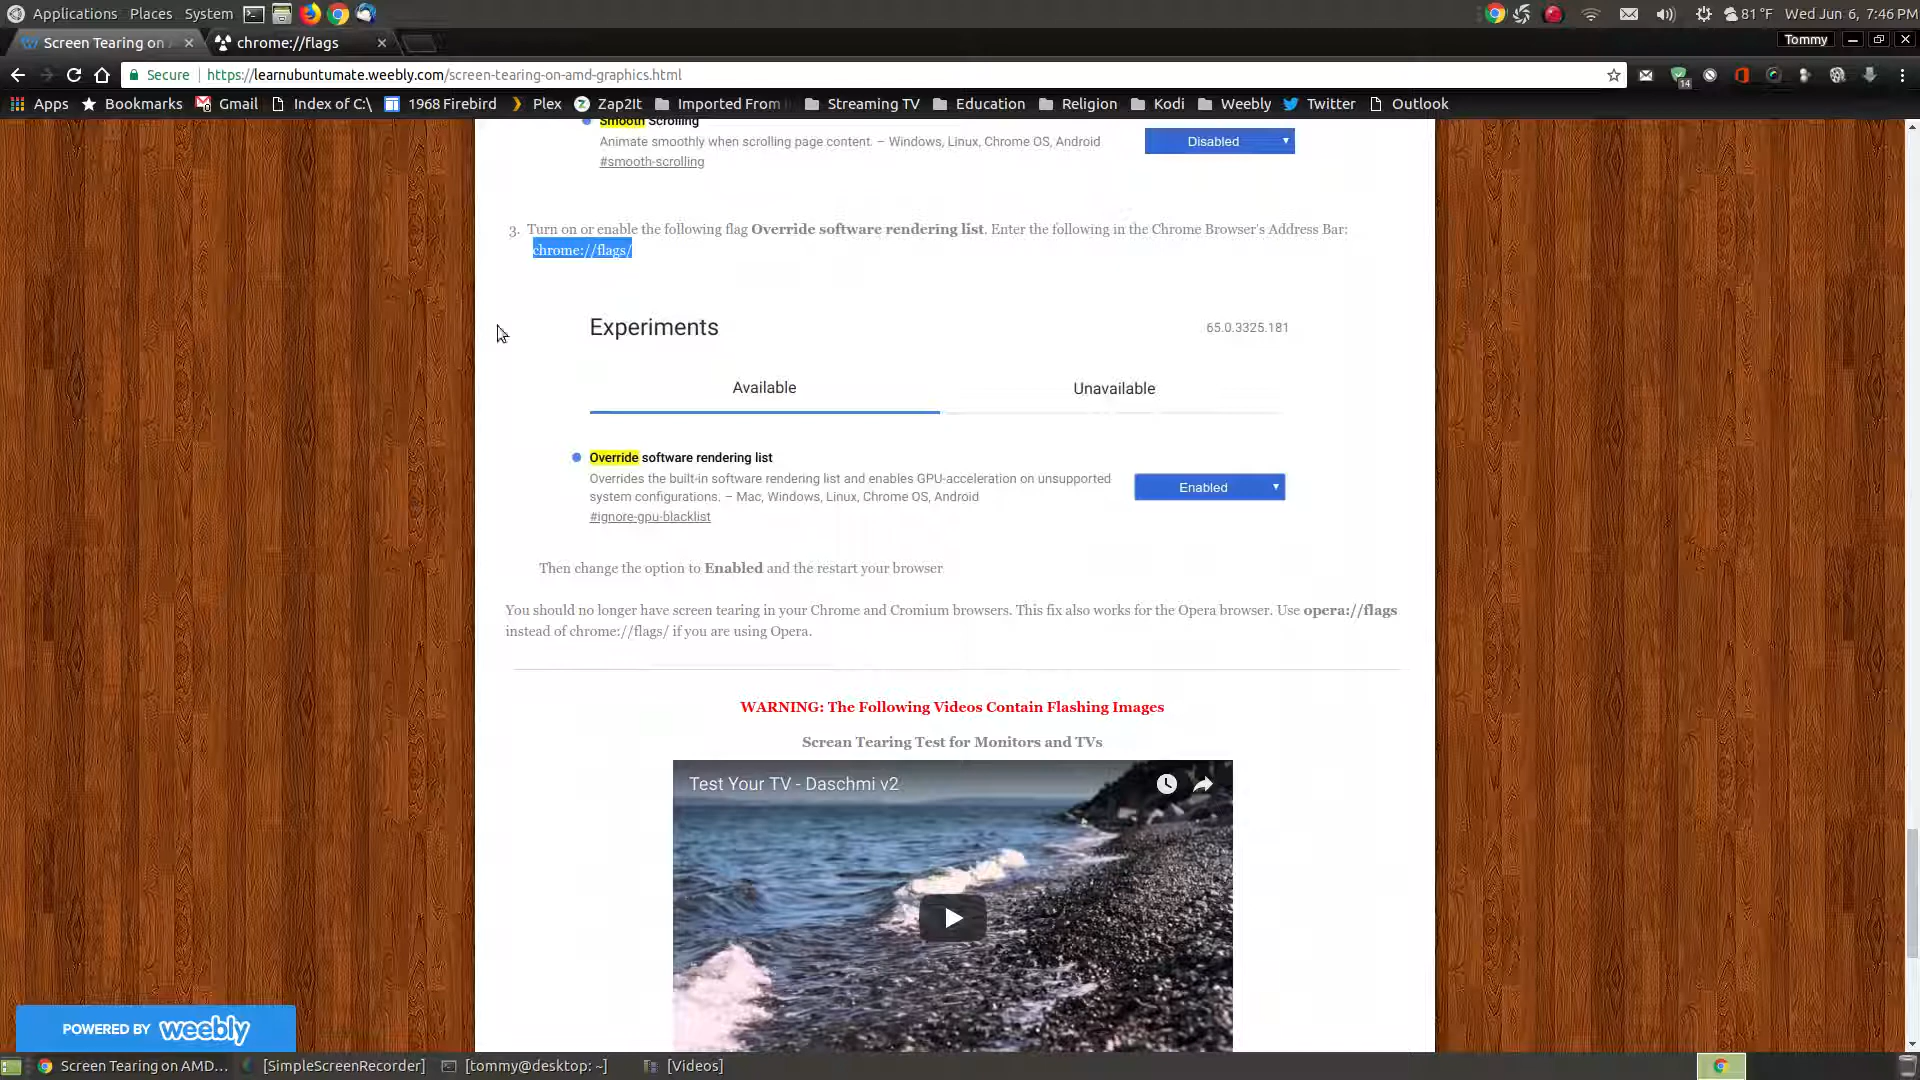 Applications Places System 81 °F Wed Jun 6, 7:46 PM
Screen Tearing on chrome://flags Tommy
Secure https://learnubuntumate.weebly.com/screen-tearing-on-amd-graphics.html 14
Apps Bookmarks Gmail Index of C:\ 1968 Firebird Plex Zap2It Imported From Streaming TV Education Religion Kodi Weebly Twitter Outlook
Smooth Scrolling
Animate smoothly when scrolling page content. – Windows, Linux, Chrome OS, Android Disabled
#smooth-scrolling
3. Turn on or enable the following flag Override software rendering list. Enter the following in the Chrome Browser's Address Bar:
chrome://flags/
Experiments 65.0.3325.181
Available Unavailable
Override software rendering list
Overrides the built-in software rendering list and enables GPU-acceleration on unsupported
system configurations. – Mac, Windows, Linux, Chrome OS, Android Enabled
#ignore-gpu-blacklist
Then change the option to Enabled and the restart your browser
You should no longer have screen tearing in your Chrome and Cromium browsers. This fix also works for the Opera browser. Use opera://flags
instead of chrome://flags/ if you are using Opera.
WARNING: The Following Videos Contain Flashing Images
Screan Tearing Test for Monitors and TVs
Test Your TV - Daschmi v2
POWERED BY weebly
Screen Tearing on AMD... [SimpleScreenRecorder] [tommy@desktop: ~] [Videos]